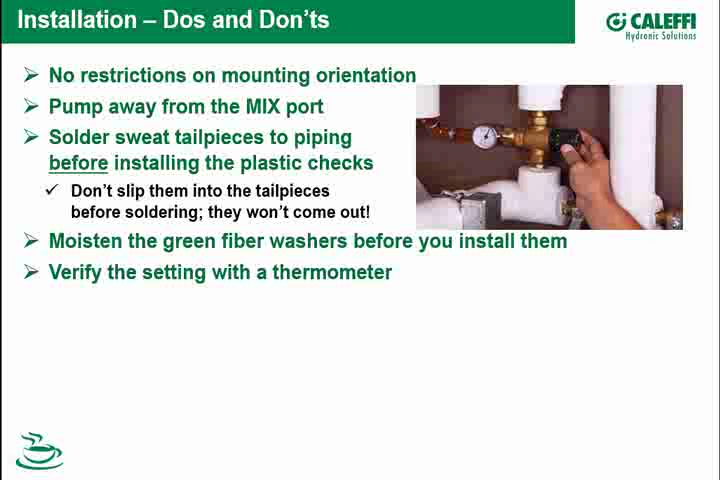 Installation – Dos and Don'ts
CALEFFI
Hydronic Solutions
No restrictions on mounting orientation
Pump away from the MIX port
Solder sweat tailpieces to piping
before installing the plastic checks
Don't slip them into the tailpieces
before soldering; they won't come out!
Moisten the green fiber washers before you install them
Verify the setting with a thermometer